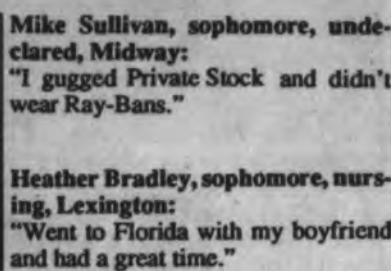 Mike Sullivan, sophomore, unde-
clared, Midway:
"I gugged Private Stock and didn't
wear Ray-Bans."
Heather Bradley, sophomore, nurs-
ing, Lexington:
"Went to Florida with my boyfriend
and had a great time."